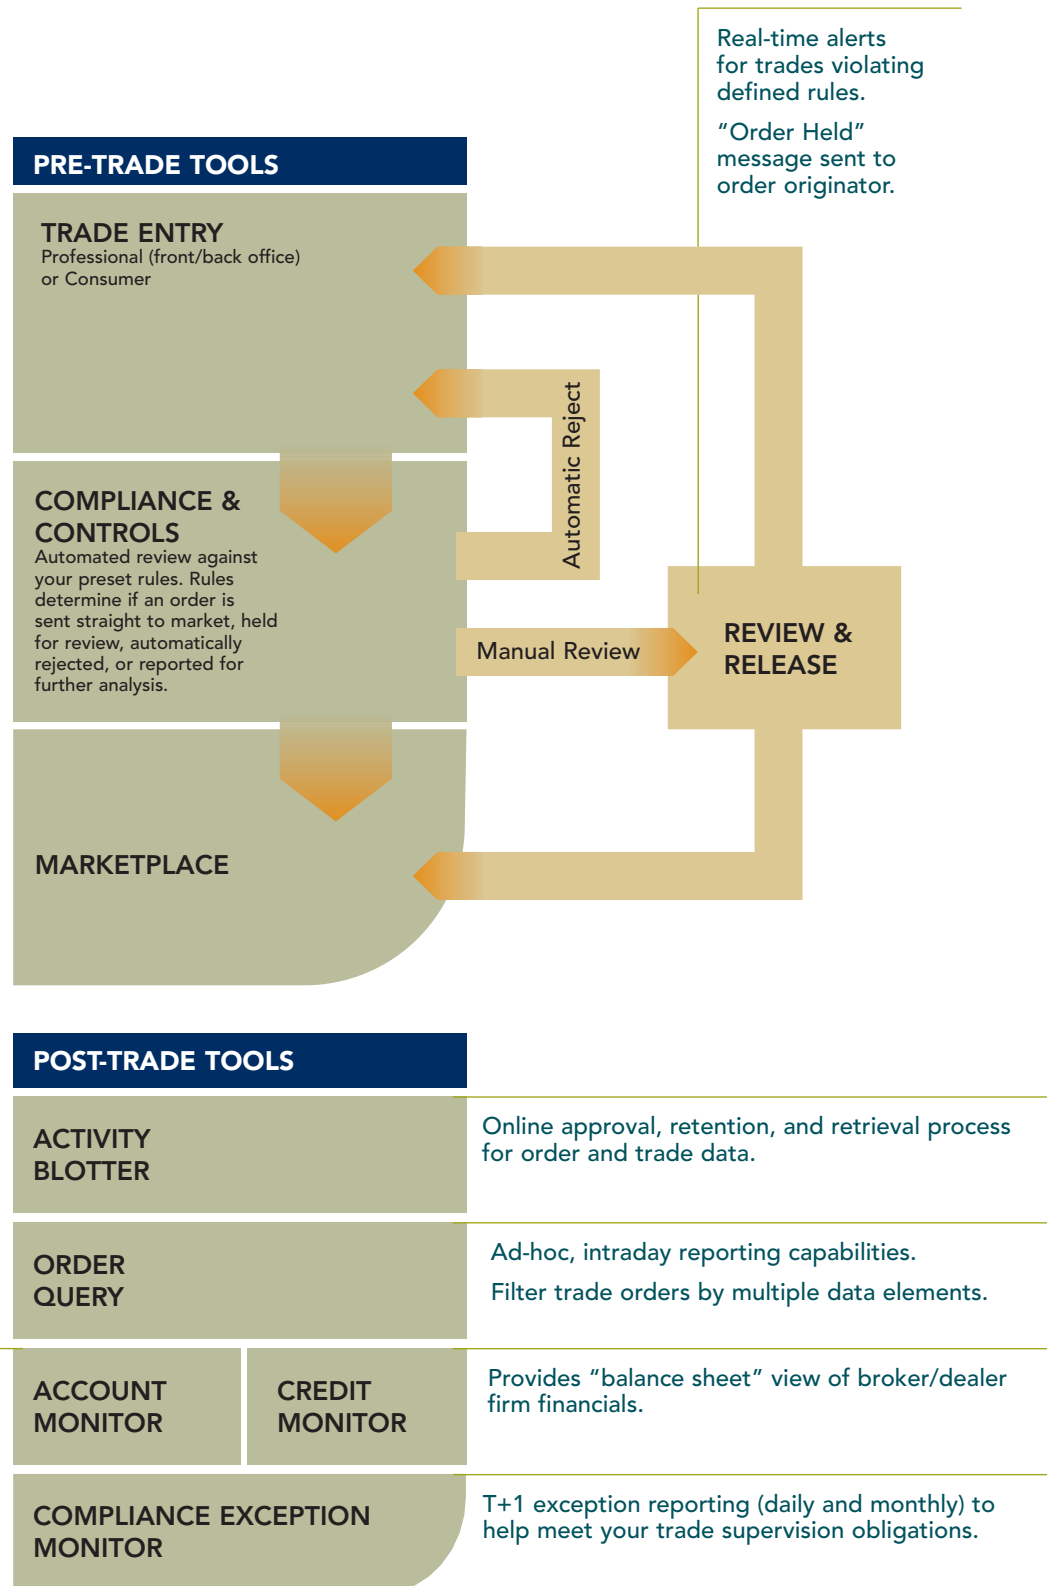 Real-time alerts
for trades violating
defined rules.
“Order Held”
message sent to
order originator.
PRE-TRADE TOOLS
TRADE ENTRY
Professional (front/back office)
or Consumer
Automatic Reject
COMPLIANCE &
CONTROLS
Automated review against
your preset rules. Rules
determine if an order is
sent straight to market, held
for review, automatically
rejected, or reported for
further analysis.
Manual Review
REVIEW &
RELEASE
MARKETPLACE
POST-TRADE TOOLS
ACTIVITY
BLOTTER
Online approval, retention, and retrieval process
for order and trade data.
ORDER
QUERY
Ad-hoc, intraday reporting capabilities.
Filter trade orders by multiple data elements.
ACCOUNT
MONITOR
CREDIT
MONITOR
Provides “balance sheet” view of broker/dealer
firm financials.
COMPLIANCE EXCEPTION
MONITOR
T+1 exception reporting (daily and monthly) to
help meet your trade supervision obligations.